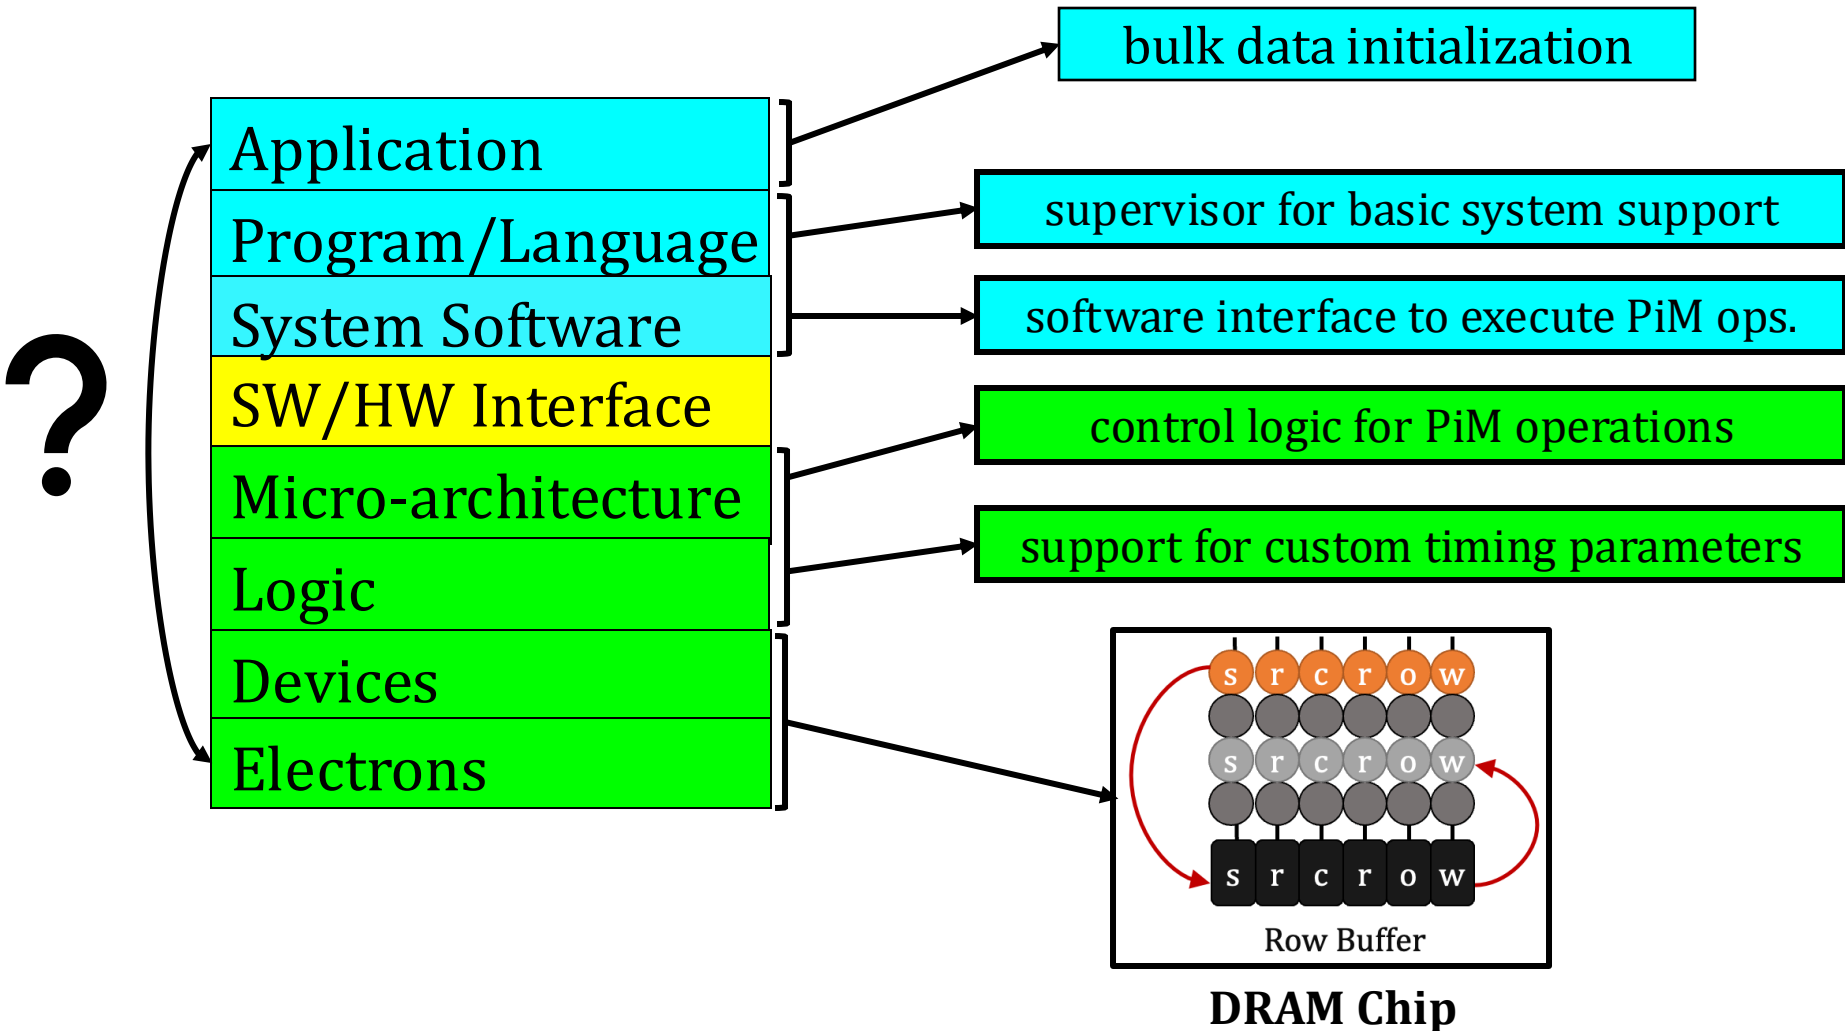 bulk data initialization
Application
Program/Language
supervisor for basic system support
System Software
software interface to execute PiM ops.
?
SW/HW Interface
control logic for PiM operations
Micro-architecture
support for custom timing parameters
Logic
Devices
Electrons
s r c r o w
s r c r o w
s r c r o w
Row Buffer
DRAM Chip